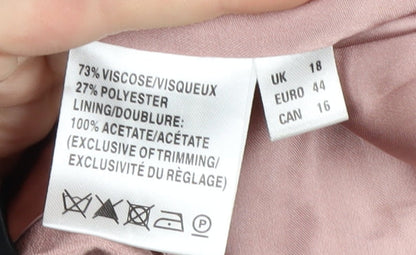 73% VISCOSE/VISQUEUX
27% POLYESTER
LINING/DOUBLURE:
100% ACETATE/ACÉTATE
(EXCLUSIVE OF TRIMMING/
EXCLUSIVITÉ DU RÈGLAGE)
P
UK 18
EURO 44
CAN 16